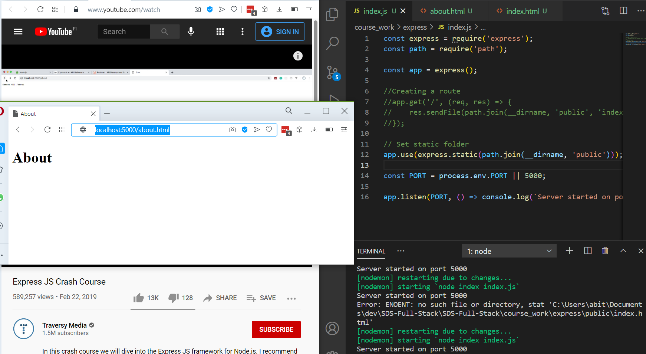 www.youtube.com/watch
YouTube
Search
SIGN IN
About
localhost:5000/about.html
About
Express JS Crash Course
589,257 views • Feb 22, 2019
13K
128
SHARE
SAVE
Traversy Media
1.5M subscribers
SUBSCRIBE
In this crash course we will dive into the Express JS framework for Node.js. I recommend
JS index.js U
<> about.html U
<> index.html U
course_work > express > JS index.js > ...
1 const express = require('express');
2 const path = require("path");
3
4 const app = express();
5
6 //Creating a route
7 //app.get('/', (req, res) => {
8 // res.sendFile(path.join(__dirname, 'public', 'index
9 //});
10
11 // Set static folder
12 app.use(express.static(path.join(__dirname, 'public')));
13
14 const PORT = process.env.PORT || 5000;
15
16 app.listen(PORT, () => console.log(`Server started on po
5
TERMINAL
1: node
Server started on port 5000
[nodemon] restarting due to changes...
[nodemon] starting `node index index.js`
Server started on port 5000
Error: ENOENT: no such file or directory, stat 'C:\Users\abit\Document
s\dev\SDS-Full-Stack\SDS-Full-Stack\course_work\express\public\index.h
tml'
[nodemon] restarting due to changes...
[nodemon] starting `node index index.js`
Server started on port 5000